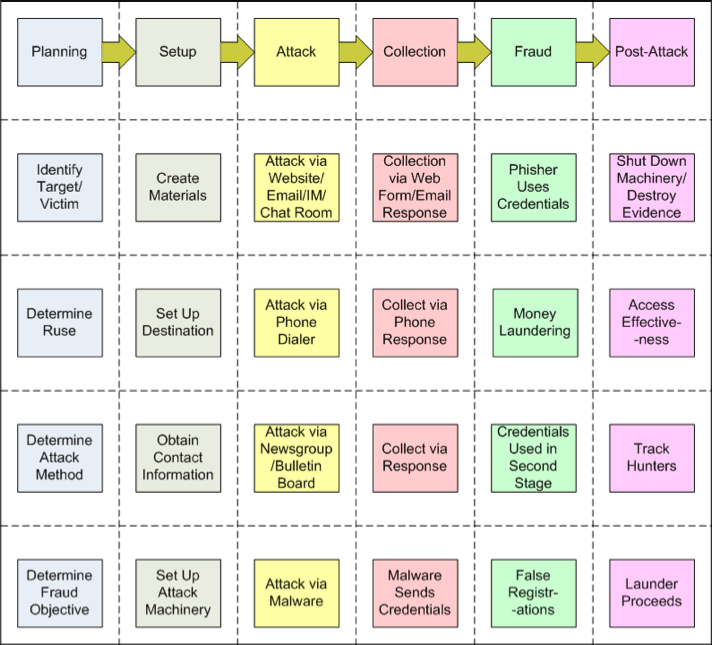 Planning
Setup
Attack
Collection
Fraud
Post-Attack
Identify
Target/
Victim
Create
Materials
Attack via
Website/
Email/IM/
Chat Room
Collection
via Web
Form/Email
Response
Phisher
Uses
Credentials
Shut Down
Machinery/
Destroy
Evidence
Determine
Ruse
Set Up
Destination
Attack via
Phone
Dialer
Collect via
Phone
Response
Money
Laundering
Access
Effective-
-ness
Determine
Attack
Method
Obtain
Contact
Information
Attack via
Newsgroup
/Bulletin
Board
Collect via
Response
Credentials
Used in
Second
Stage
Track
Hunters
Determine
Fraud
Objective
Set Up
Attack
Machinery
Attack via
Malware
Malware
Sends
Credentials
False
Registr-
-ations
Launder
Proceeds